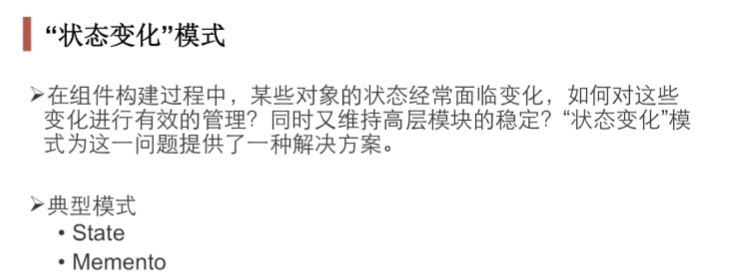 “状态变化”模式
➢在组件构建过程中，某些对象的状态经常面临变化，如何对这些
变化进行有效的管理？同时又维持高层模块的稳定？“状态变化”模
式为这一问题提供了一种解决方案。
➢典型模式
• State
• Memento